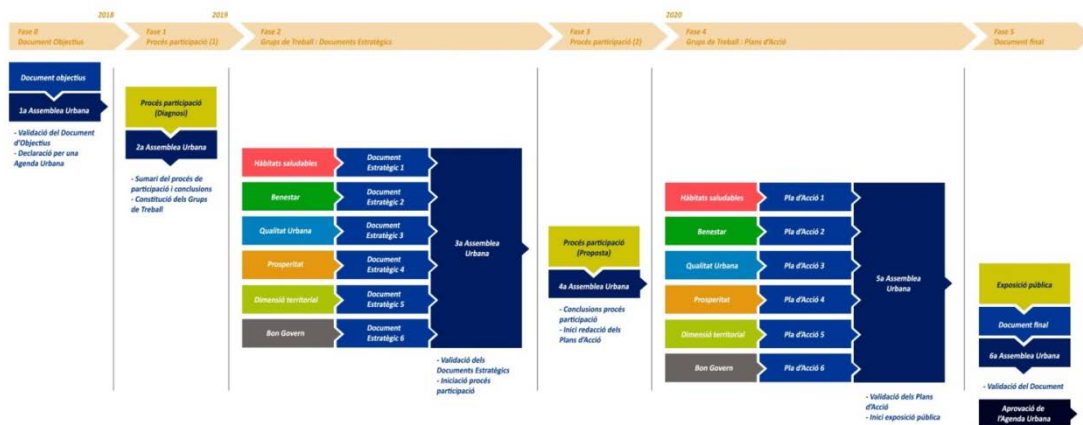 2018
2019
2020
Fase 0
Document Objectius
Fase 1
Procés participació (1)
Fase 2
Grups de Treball : Documents Estratègics
Fase 3
Procés participació (2)
Fase 4
Grups de Treball : Plans d'Acció
Fase 5
Document final
Document objectius
1a Assemblea Urbana
- Validació del Document
d'Objectius
- Declaració per una
Agenda Urbana
Procés participació
(Diagnosi)
2a Assemblea Urbana
- Sumari del procés de
participació i conclusions
- Constitució dels Grups
de Treball
Hàbitats saludables
Document
Estratègic 1
Benestar
Document
Estratègic 2
Qualitat Urbana
Document
Estratègic 3
Prosperitat
Document
Estratègic 4
Dimensió territorial
Document
Estratègic 5
Bon Govern
Document
Estratègic 6
3a Assemblea
Urbana
- Validació dels
Documents Estratègics
- Iniciació procés
participació
Procés participació
(Proposta)
4a Assemblea Urbana
- Conclusions procés
participació
- Inici redacció dels
Plans d'Acció
Hàbitats saludables
Pla d'Acció 1
Benestar
Pla d'Acció 2
Qualitat Urbana
Pla d'Acció 3
Prosperitat
Pla d'Acció 4
Dimensió territorial
Pla d'Acció 5
Bon Govern
Pla d'Acció 6
5a Assemblea
Urbana
- Validació dels Plans
d'Acció
- Inici exposició pública
Exposició pública
Document final
6a Assemblea Urbana
- Validació del Document
Aprovació de
l'Agenda Urbana